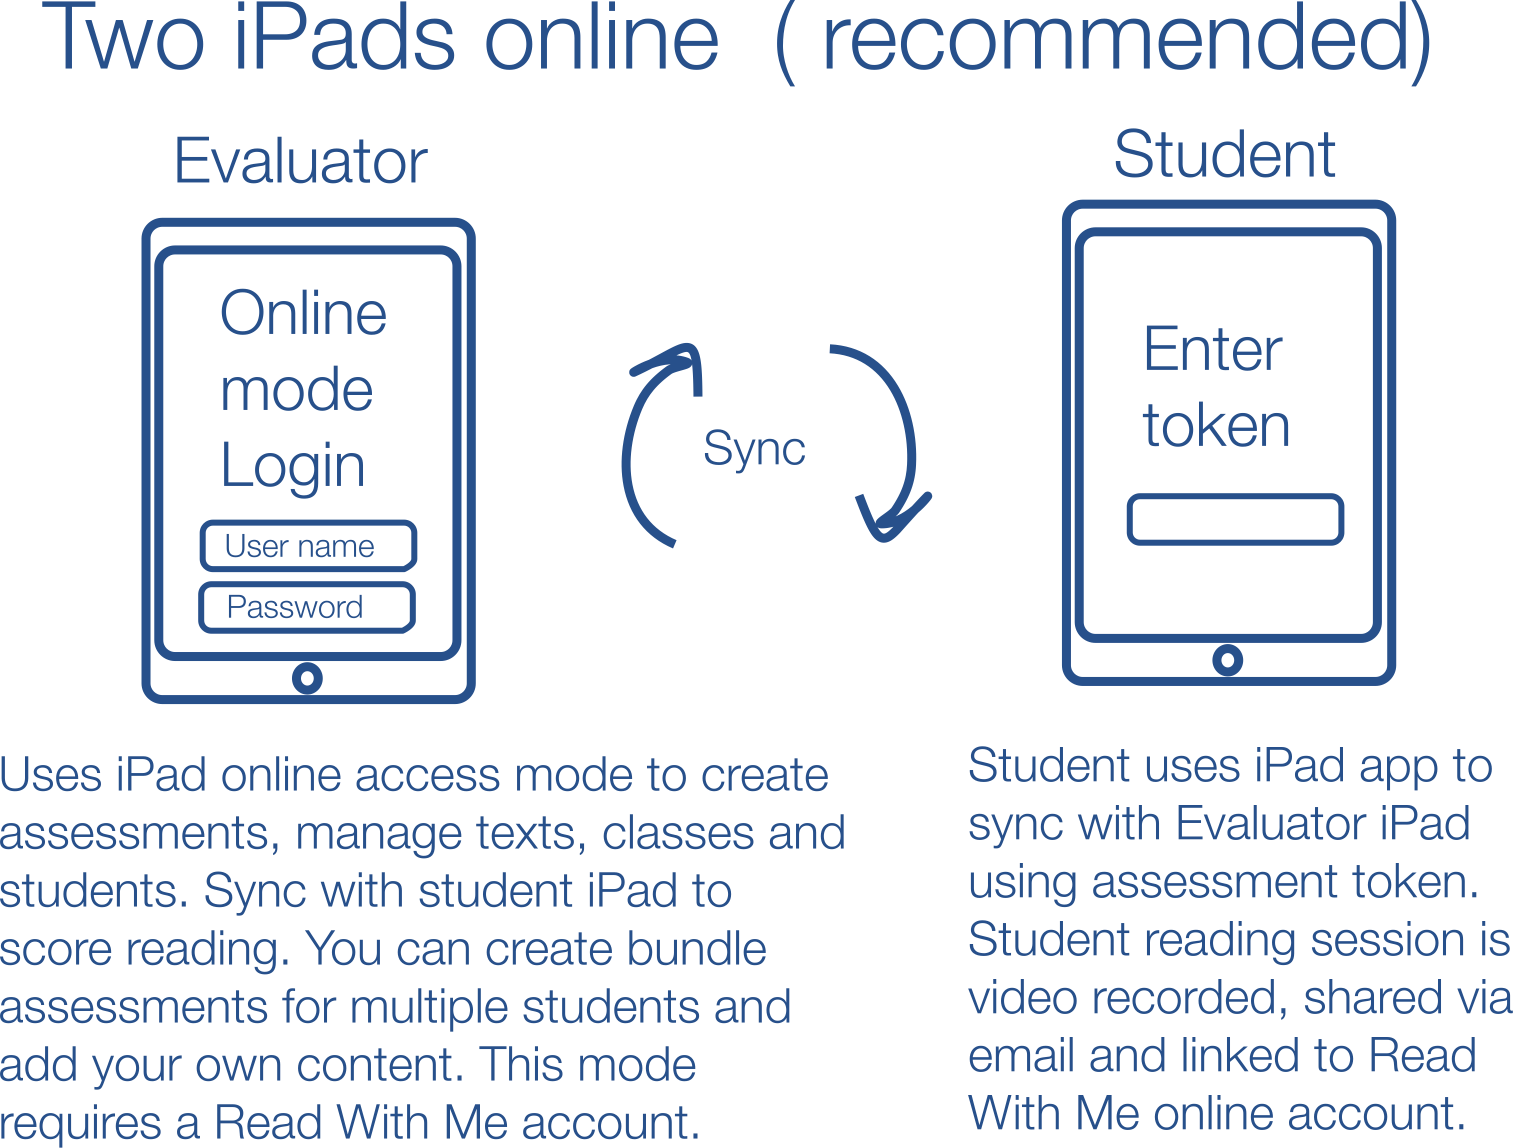 Two iPads online ( recommended)
Evaluator
Online
mode
Login
User name
Password
Sync
Student
Enter
token
Uses iPad online access mode to create
assessments, manage texts, classes and
students. Sync with student iPad to
score reading. You can create bundle
assessments for multiple students and
add your own content. This mode
requires a Read With Me account.
Student uses iPad app to
sync with Evaluator iPad
using assessment token.
Student reading session is
video recorded, shared via
email and linked to Read
With Me online account.